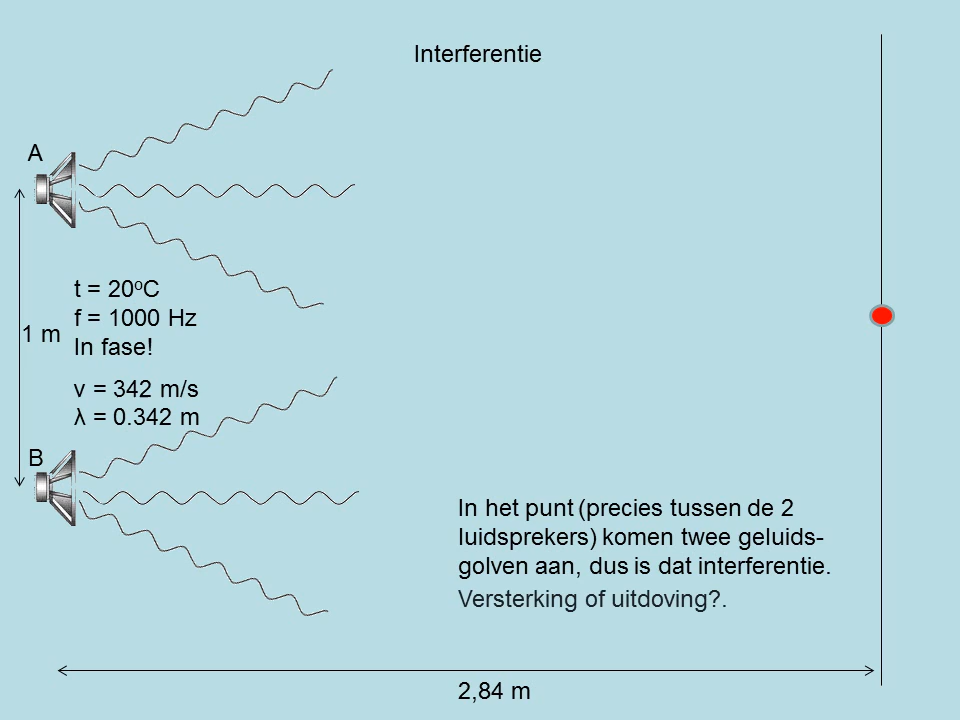 Interferentie
A
t = 20°C
f = 1000 Hz
1 m
In fase!
v = 342 m/s
λ = 0.342 m
B
In het punt (precies tussen de 2
luidsprekers) komen twee geluids-
golven aan, dus is dat interferentie.
Versterking of uitdoving?.
2,84 m